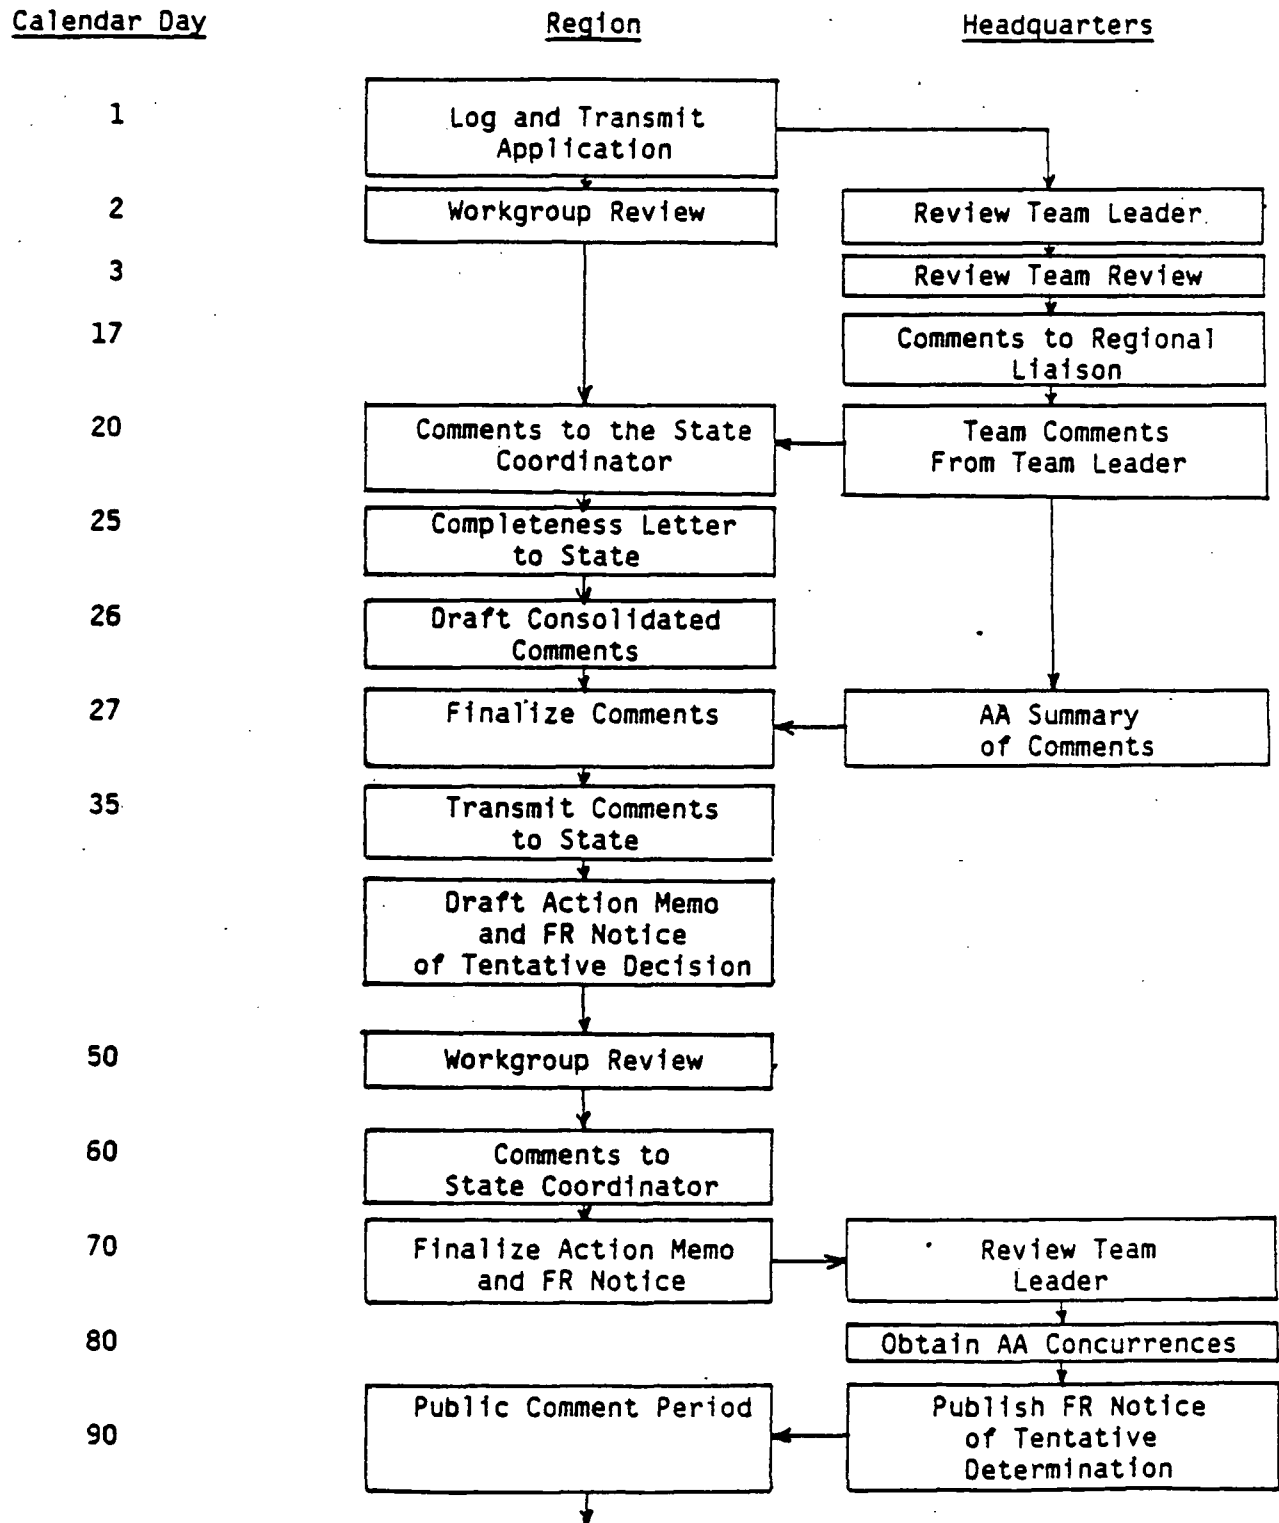 Calendar Day Region Headquarters
1 Log and Transmit
Application
2 Workgroup Review Review Team Leader
3 Review Team Review
17 Comments to Regional
Liaison
20 Comments to the State Team Comments
Coordinator From Team Leader
25 Completeness Letter
to State
26 Draft Consolidated
Comments
27 Finalize Comments AA Summary
of Comments
35 Transmit Comments
to State
Draft Action Memo
and FR Notice
of Tentative Decision
50 Workgroup Review
60 Comments to
State Coordinator
70 Finalize Action Memo Review Team
and FR Notice Leader
80 Obtain AA Concurrences
Public Comment Period Publish FR Notice
90 of Tentative
Determination